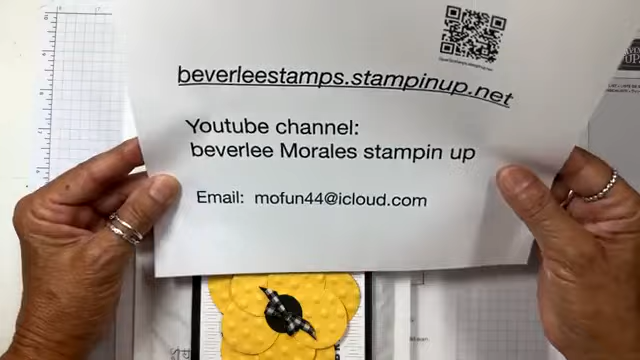 beverleestamps.stampinup.net
Youtube channel:
beverlee Morales stampin up
Email: mofun44@icloud.com